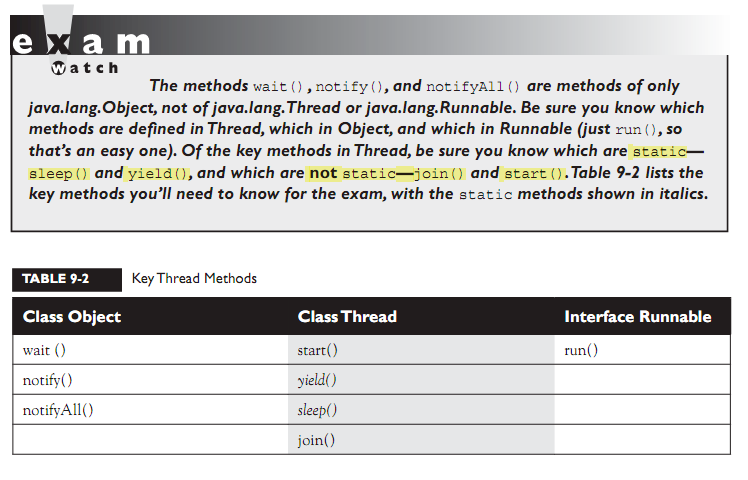 exam
watch
The methods wait(), notify(), and notifyAll() are methods of only
java.lang.Object, not of java.lang.Thread or java.lang.Runnable. Be sure you know which
methods are defined in Thread, which in Object, and which in Runnable (just run(), so
that's an easy one). Of the key methods in Thread, be sure you know which are static—
sleep() and yield(), and which are not static—join() and start(). Table 9-2 lists the
key methods you'll need to know for the exam, with the static methods shown in italics.
TABLE 9-2 Key Thread Methods
Class Object Class Thread Interface Runnable
wait () start() run()
notify() yield()
notifyAll() sleep()
join()